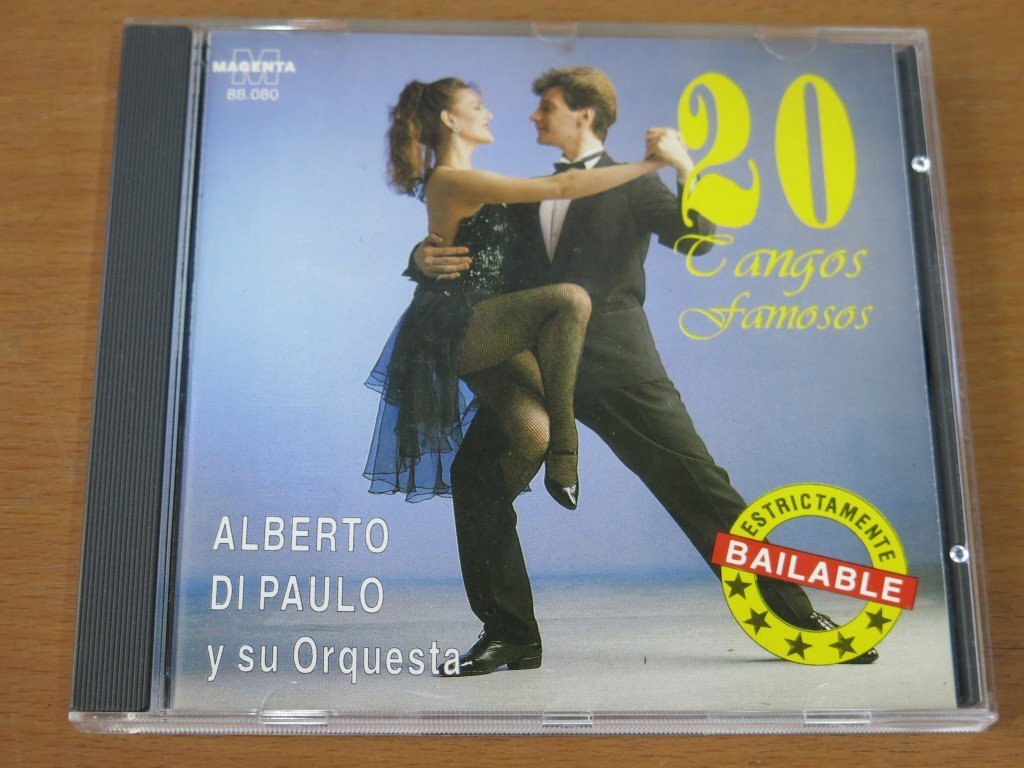 M
MAGENTA
88.080
20
Tangos
famosos
ALBERTO
DI PAULO
y su Orquesta
ESTRICTAMENTE
BAILABLE